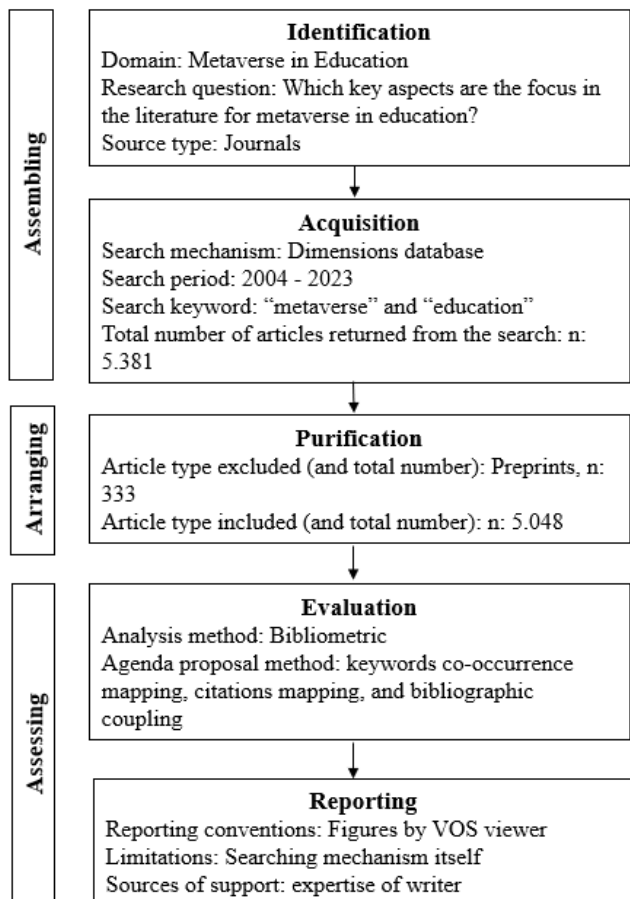 Assembling
Identification
Domain: Metaverse in Education
Research question: Which key aspects are the focus in
the literature for metaverse in education?
Source type: Journals
Acquisition
Search mechanism: Dimensions database
Search period: 2004 - 2023
Search keyword: “metaverse” and “education”
Total number of articles returned from the search: n:
5.381
Arranging
Purification
Article type excluded (and total number): Preprints, n:
333
Article type included (and total number): n: 5.048
Assessing
Evaluation
Analysis method: Bibliometric
Agenda proposal method: keywords co-occurrence
mapping, citations mapping, and bibliographic
coupling
Reporting
Reporting conventions: Figures by VOS viewer
Limitations: Searching mechanism itself
Sources of support: expertise of writer